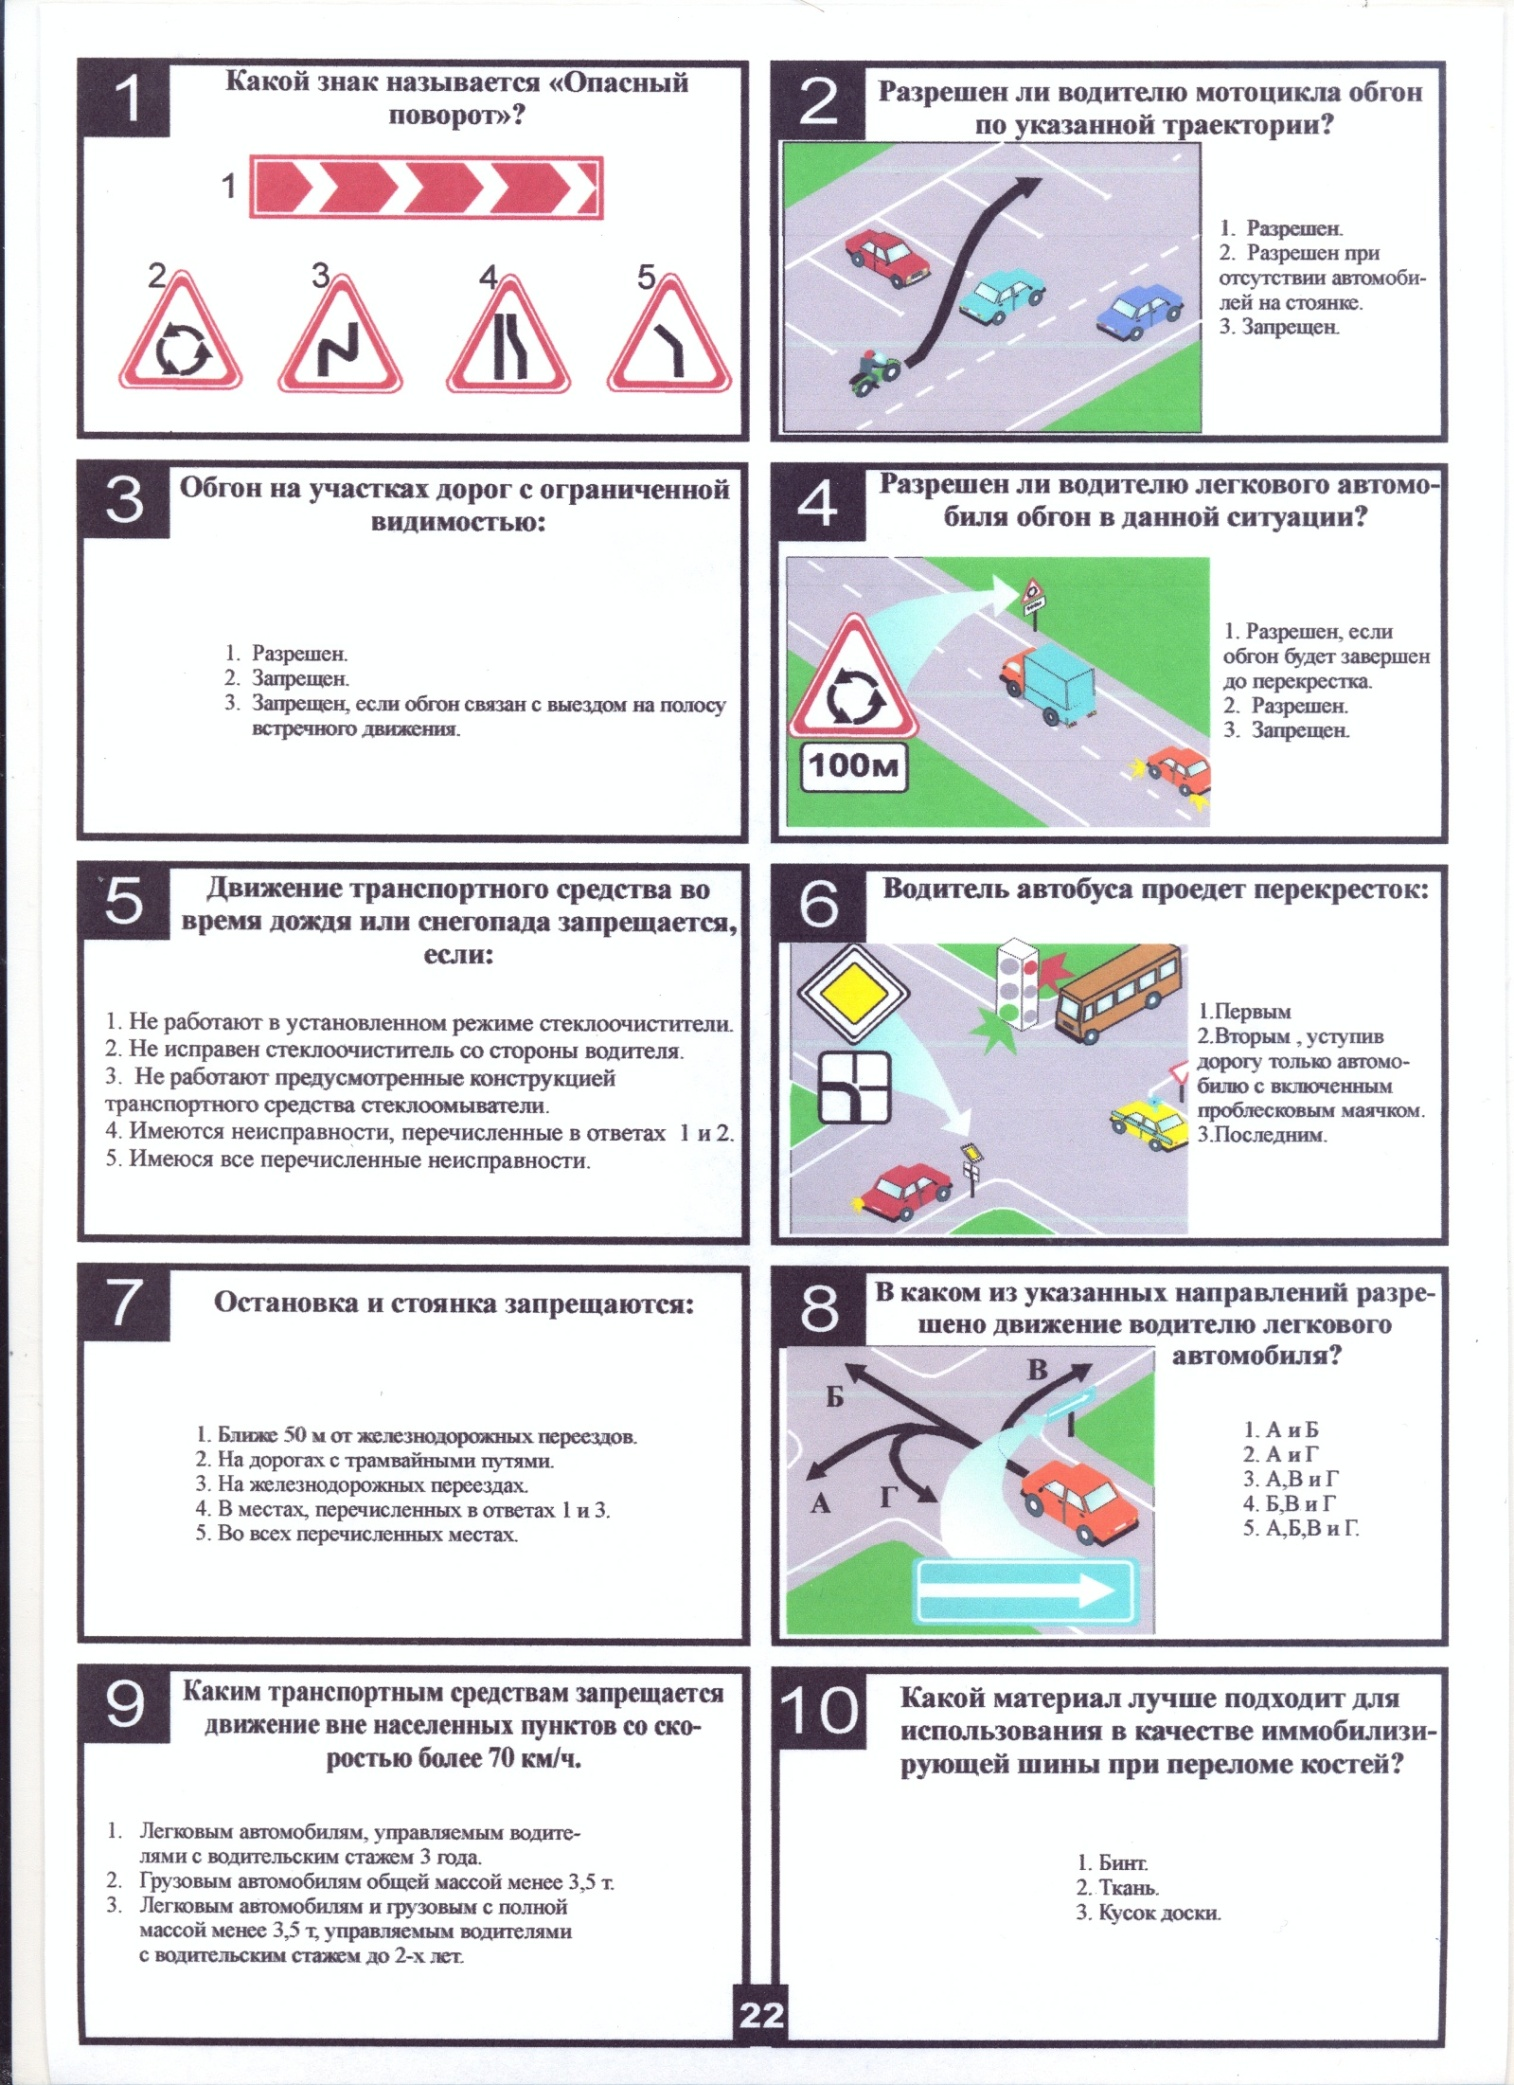 1
Какой знак называется «Опасный
поворот»?
1
2
3
4
5
2
Разрешен ли водителю мотоцикла обгон
по указанной траектории?
1. Разрешен.
2. Разрешен при
отсутствии автомоби-
лей на стоянке.
3. Запрещен.
3
Обгон на участках дорог с ограниченной
видимостью:
1. Разрешен.
2. Запрещен.
3. Запрещен, если обгон связан с выездом на полосу
встречного движения.
4
Разрешен ли водителю легкового автомо-
биля обгон в данной ситуации?
100м
1. Разрешен, если
обгон будет завершен
до перекрестка.
2. Разрешен.
3. Запрещен.
5
Движение транспортного средства во
время дождя или снегопада запрещается,
если:
1. Не работают в установленном режиме стеклоочистители.
2. Не исправен стеклоочиститель со стороны водителя.
3. Не работают предусмотренные конструкцией
транспортного средства стеклоомыватели.
4. Имеются неисправности, перечисленные в ответах 1 и 2.
5. Имеюся все перечисленные неисправности.
6
Водитель автобуса проедет перекресток:
1.Первым
2.Вторым , уступив
дорогу только автомо-
билю с включенным
проблесковым маячком.
3.Последним.
7
Остановка и стоянка запрещаются:
1. Ближе 50 м от железнодорожных переездов.
2. На дорогах с трамвайными путями.
3. На железнодорожных переездах.
4. В местах, перечисленных в ответах 1 и 3.
5. Во всех перечисленных местах.
8
В каком из указанных направлений разре-
шено движение водителю легкового
автомобиля?
Б
В
А
Г
1. А и Б
2. А и Г
3. А,В и Г
4. Б,В и Г
5. А,Б,В и Г.
9
Каким транспортным средствам запрещается
движение вне населенных пунктов со ско-
ростью более 70 км/ч.
1. Легковым автомобилям, управляемым водите-
лями с водительским стажем 3 года.
2. Грузовым автомобилям общей массой менее 3,5 т.
3. Легковым автомобилям и грузовым с полной
массой менее 3,5 т, управляемым водителями
с водительским стажем до 2-х лет.
10
Какой материал лучше подходит для
использования в качестве иммобилизи-
рующей шины при переломе костей?
1. Бинт.
2. Ткань.
3. Кусок доски.
22